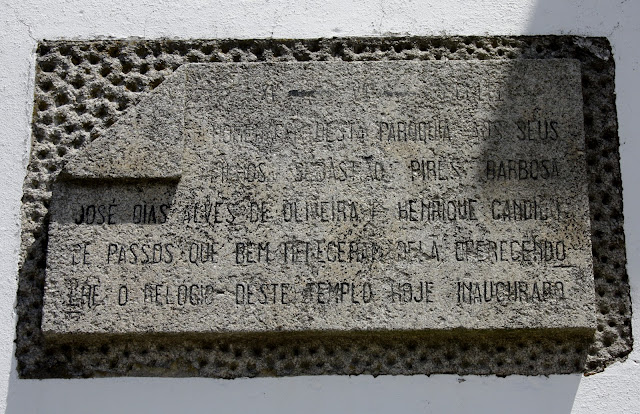 HOMENAGEM DESTA PARÓQUIA AOS SEUS
FILHOS SEBASTIÃO PIRES BARBOSA
JOSÉ DIAS ALVES DE OLIVEIRA E HENRIQUE CANDIDO
DE PASSOS QUE BEM MERECERAM DELA OFERECENDO
LHE O RELOGIO DESTE TEMPLO HOJE INAUGURADO